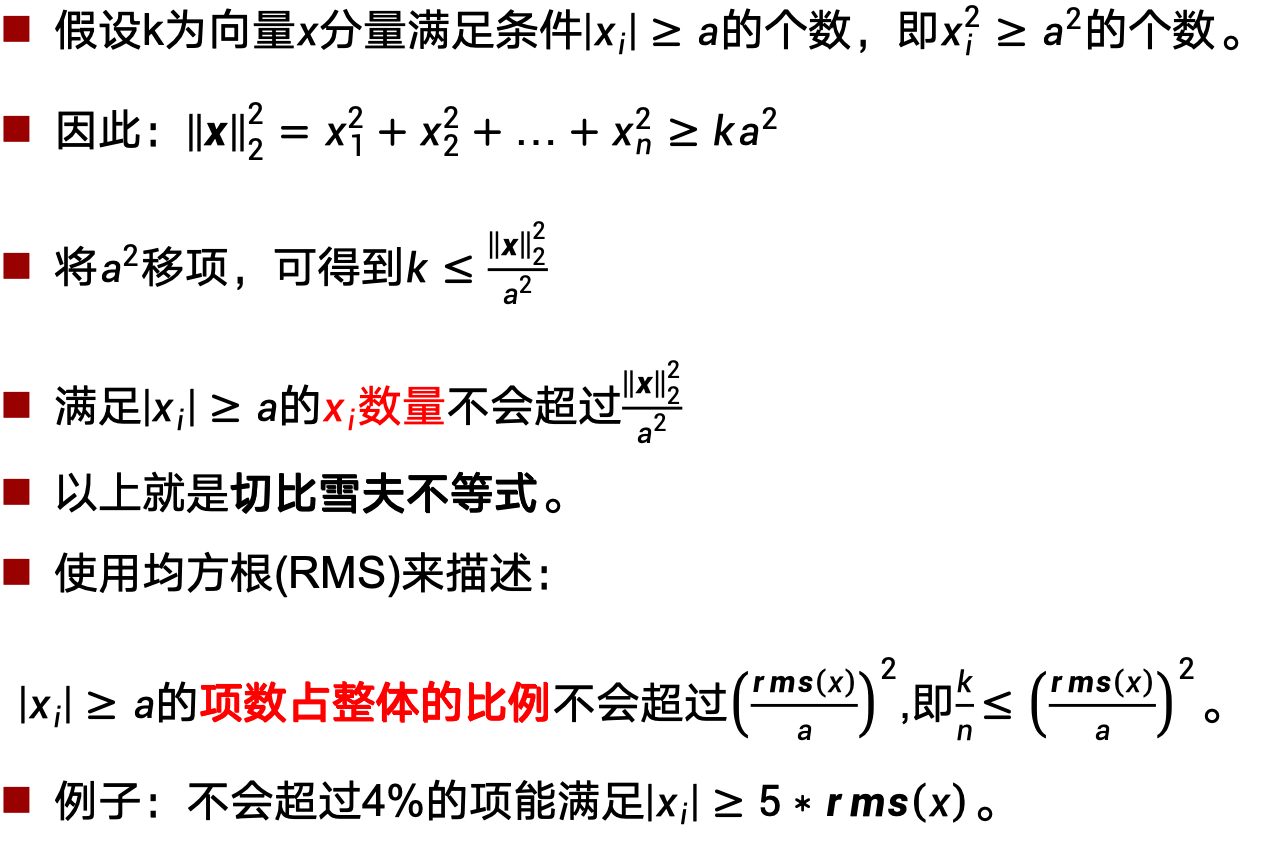 ■ 假设k为向量x分量满足条件|xᵢ| ≥ a的个数，即xᵢ² ≥ a²的个数。
■ 因此：‖x‖₂² = x₁² + x₂² + … + xₙ² ≥ ka²
■ 将a²移项，可得到k ≤ ‖x‖₂²/a²
■ 满足|xᵢ| ≥ a的xᵢ数量不会超过‖x‖₂²/a²
■ 以上就是切比雪夫不等式。
■ 使用均方根(RMS)来描述：
|xᵢ| ≥ a的项数占整体的比例不会超过(rms(x)/a)²,即k/n ≤ (rms(x)/a)²。
■ 例子：不会超过4%的项能满足|xᵢ| ≥ 5 * rms(x)。